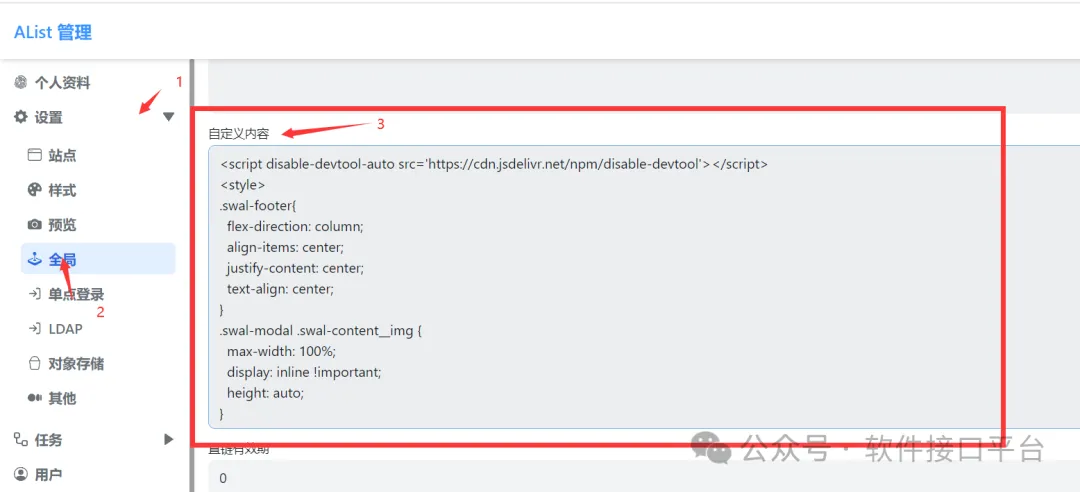 AList 管理
个人资料
1
设置
站点
样式
预览
全局
2
单点登录
LDAP
对象存储
其他
任务
用户
自定义内容
3
<script disable-devtool-auto src='https://cdn.jsdelivr.net/npm/disable-devtool'></script>
<style>
.swal-footer{
flex-direction: column;
align-items: center;
justify-content: center;
text-align: center;
}
.swal-modal .swal-content__img {
max-width: 100%;
display: inline !important;
height: auto;
}
直链有效期
0
公众号 · 软件接口平台